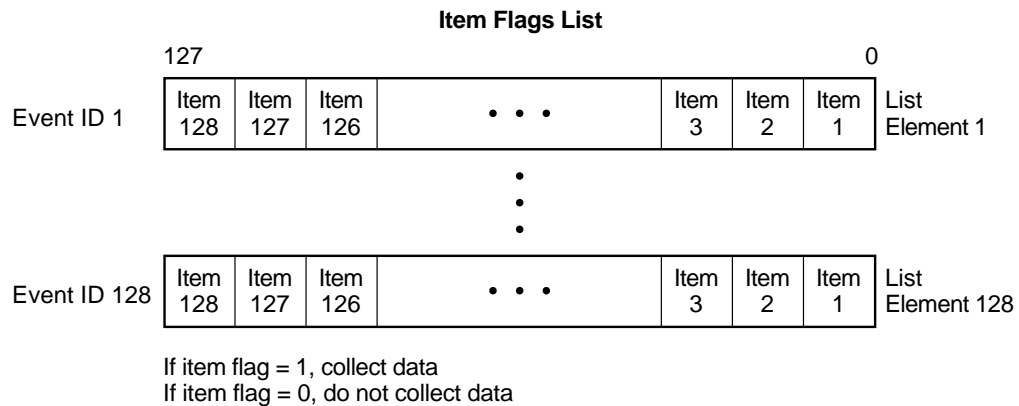 Item Flags List
127 0
Event ID 1 Item 128 Item 127 Item 126 • • • Item 3 Item 2 Item 1 List Element 1
•
•
•
Event ID 128 Item 128 Item 127 Item 126 • • • Item 3 Item 2 Item 1 List Element 128
If item flag = 1, collect data
If item flag = 0, do not collect data